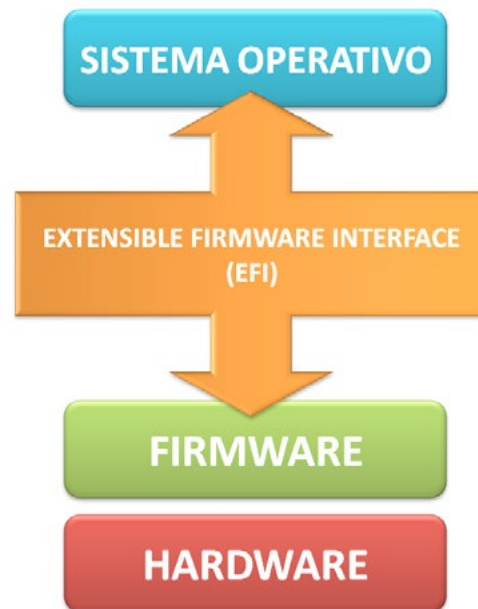 SISTEMA OPERATIVO
EXTENSIBLE FIRMWARE INTERFACE
(EFI)
FIRMWARE
HARDWARE